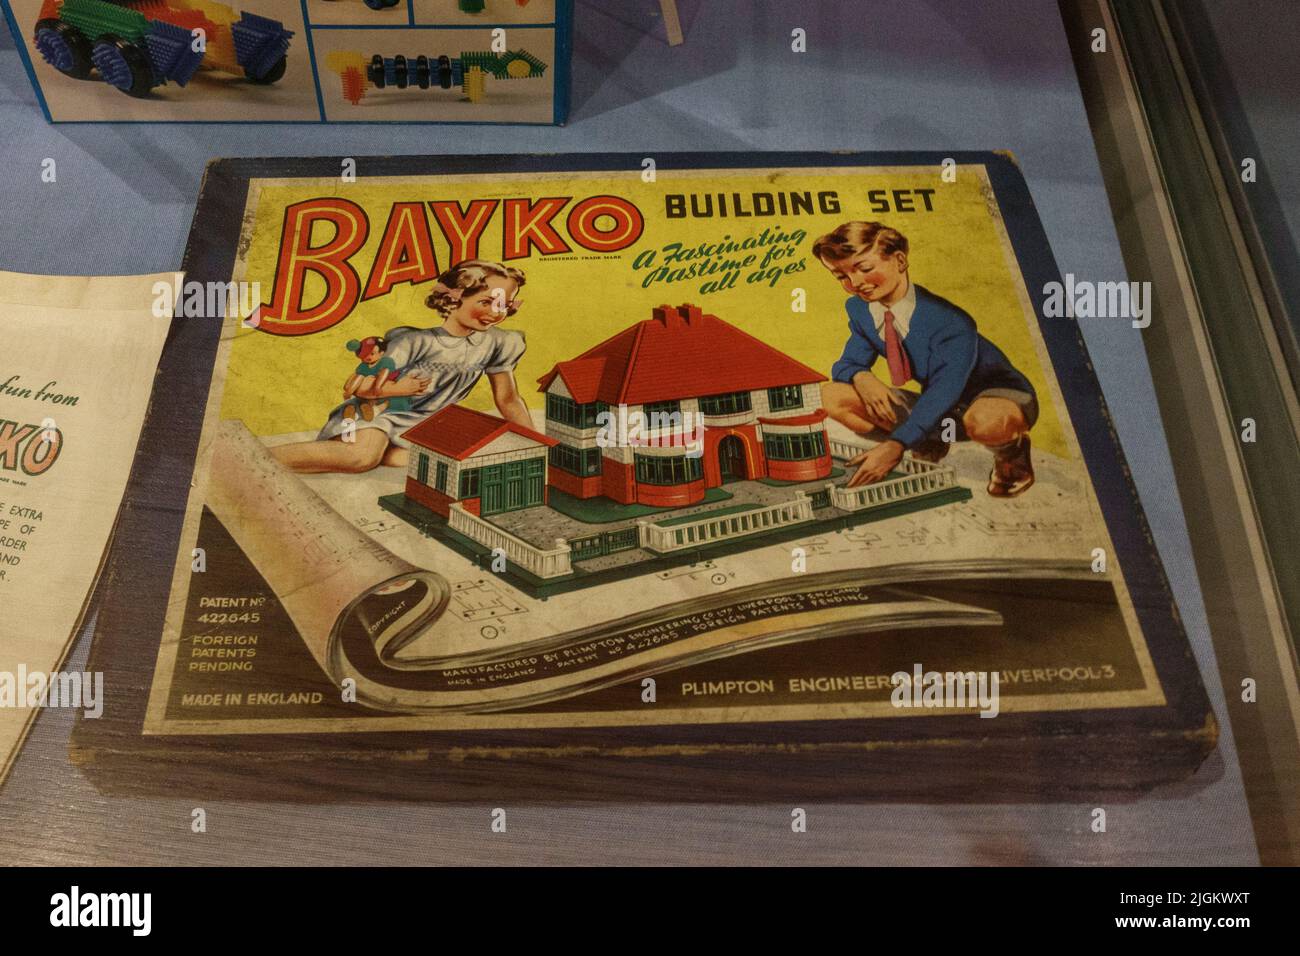 BAYKO
BUILDING SET
REGISTERED TRADE MARK
A Fascinating
Pastime for
all ages
fun from
KO
E EXTRA
PE OF
RDER
AND
R.
COPYRIGHT
MANUFACTURED BY PLIMPTON ENGINEERING CO LTD LIVERPOOL 3 ENGLAND
MADE IN ENGLAND · PATENT NO 422645 · FOREIGN PATENTS PENDING
PATENT NO
422645
FOREIGN
PATENTS
PENDING
MADE IN ENGLAND
PLIMPTON ENGINEERING LIVERPOOL·3
alamy
a
alamy
Image ID: 2JGKWXT
www.alamy.com